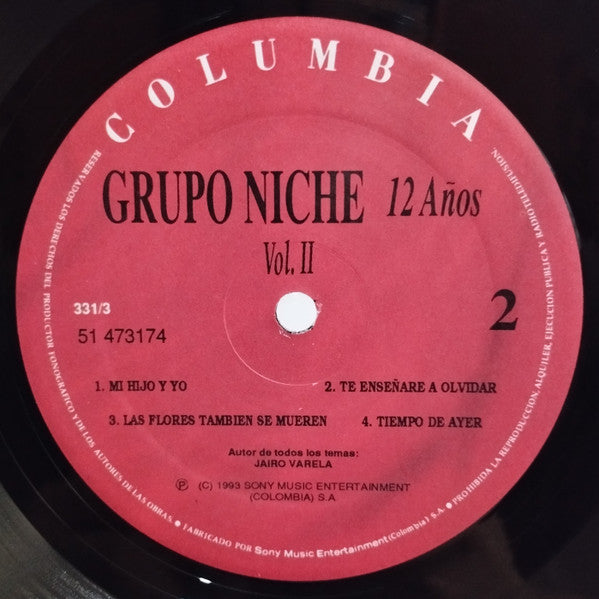 COLUMBIA
GRUPO NICHE 12 Años
Vol. II
331/3
51 473174
2
1. MI HIJO Y YO
2. TE ENSEÑARE A OLVIDAR
3. LAS FLORES TAMBIEN SE MUEREN
4. TIEMPO DE AYER
Autor de todos los temas:
JAIRO VARELA
Ⓟ (C) 1993 SONY MUSIC ENTERTAINMENT
(COLOMBIA) S.A.
RESERVADOS LOS DERECHOS DEL PRODUCTOR FONOGRAFICO Y DE LOS AUTORES DE LAS OBRAS. ● FABRICADO POR Sony Music Entertainment (Colombia) S.A. ● PROHIBIDA LA REPRODUCCION, ALQUILER, EJECUCION PUBLICA Y RADIOTELEDIFUSION.